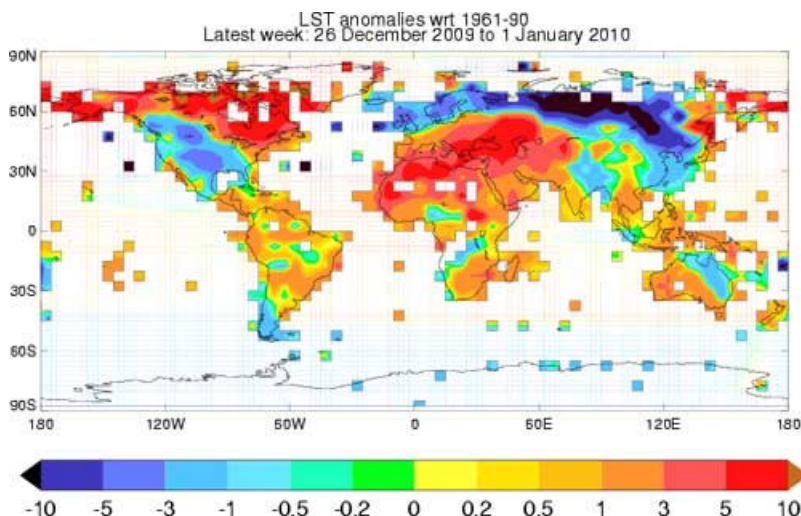 LST anomalies wrt 1961-90
Latest week: 26 December 2009 to 1 January 2010
90N
60N
30N
0
30S
60S
90S
180 120W 60W 0 60E 120E 180
-10 -5 -3 -1 -0.5 -0.2 0 0.2 0.5 1 3 5 10